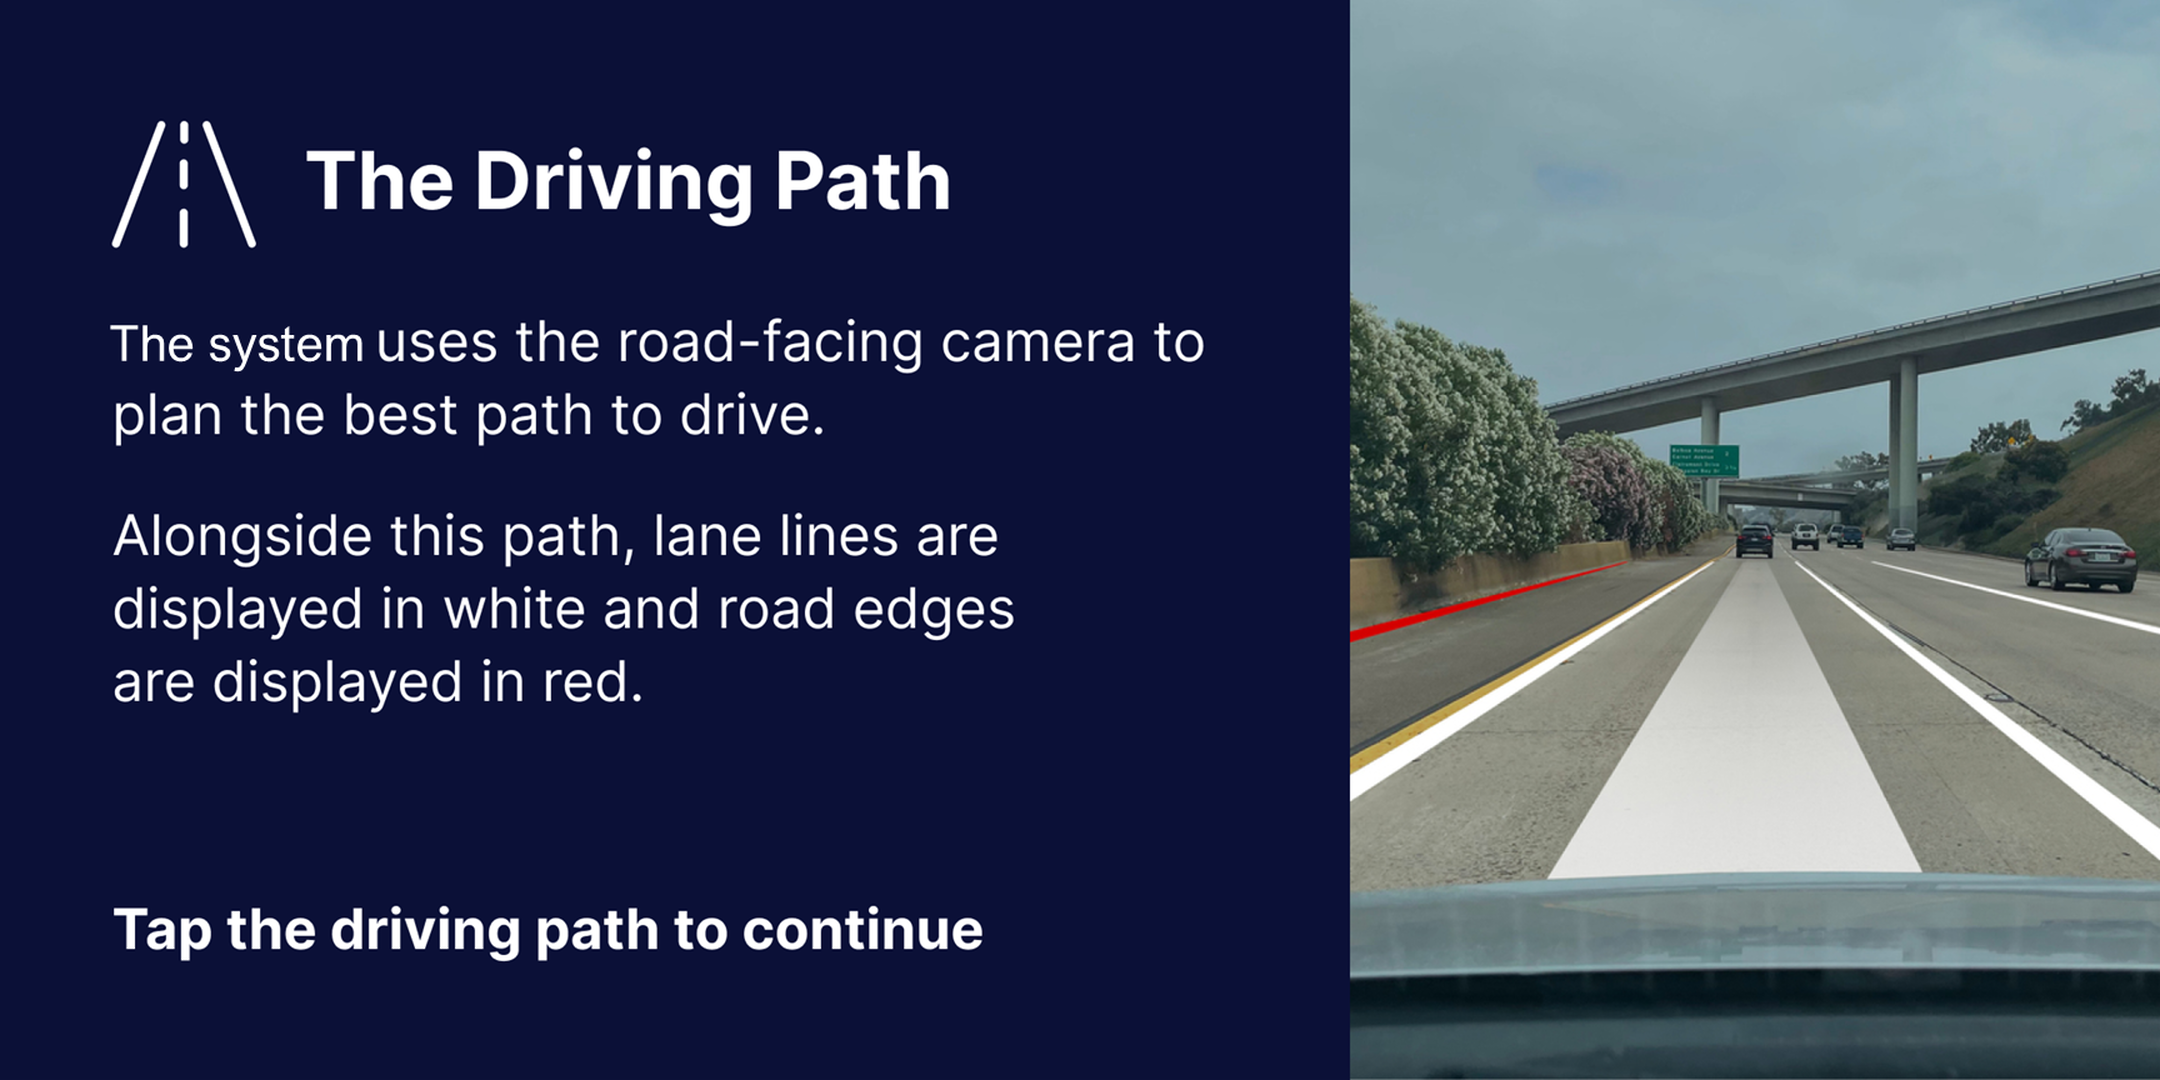 The Driving Path
The system uses the road-facing camera to
plan the best path to drive.
Alongside this path, lane lines are
displayed in white and road edges
are displayed in red.
Tap the driving path to continue